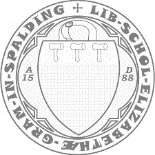 + LIB·SCHOL·ELIZABETHÆ·GRAM·IN·SPALDING
A D
15 88